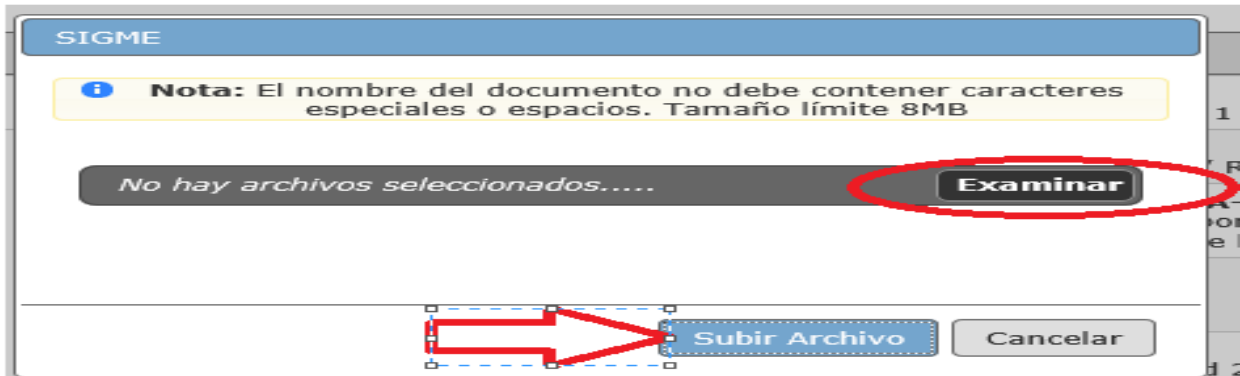 SIGME
Nota: El nombre del documento no debe contener caracteres
especiales o espacios. Tamaño límite 8MB
1
No hay archivos seleccionados.....
Examinar
Subir Archivo
Cancelar